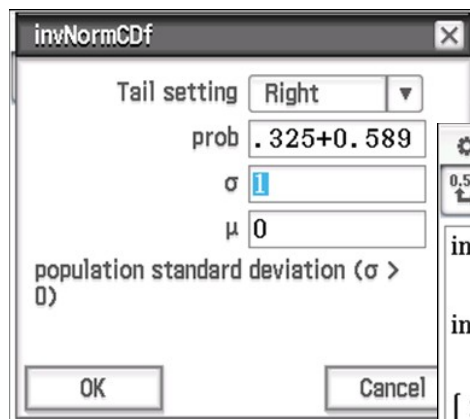 invNormCDf
Tail setting Right
prob .325+0.589
σ 1
μ 0
population standard deviation (σ >
0)
OK Cancel
0.5
in
in
[